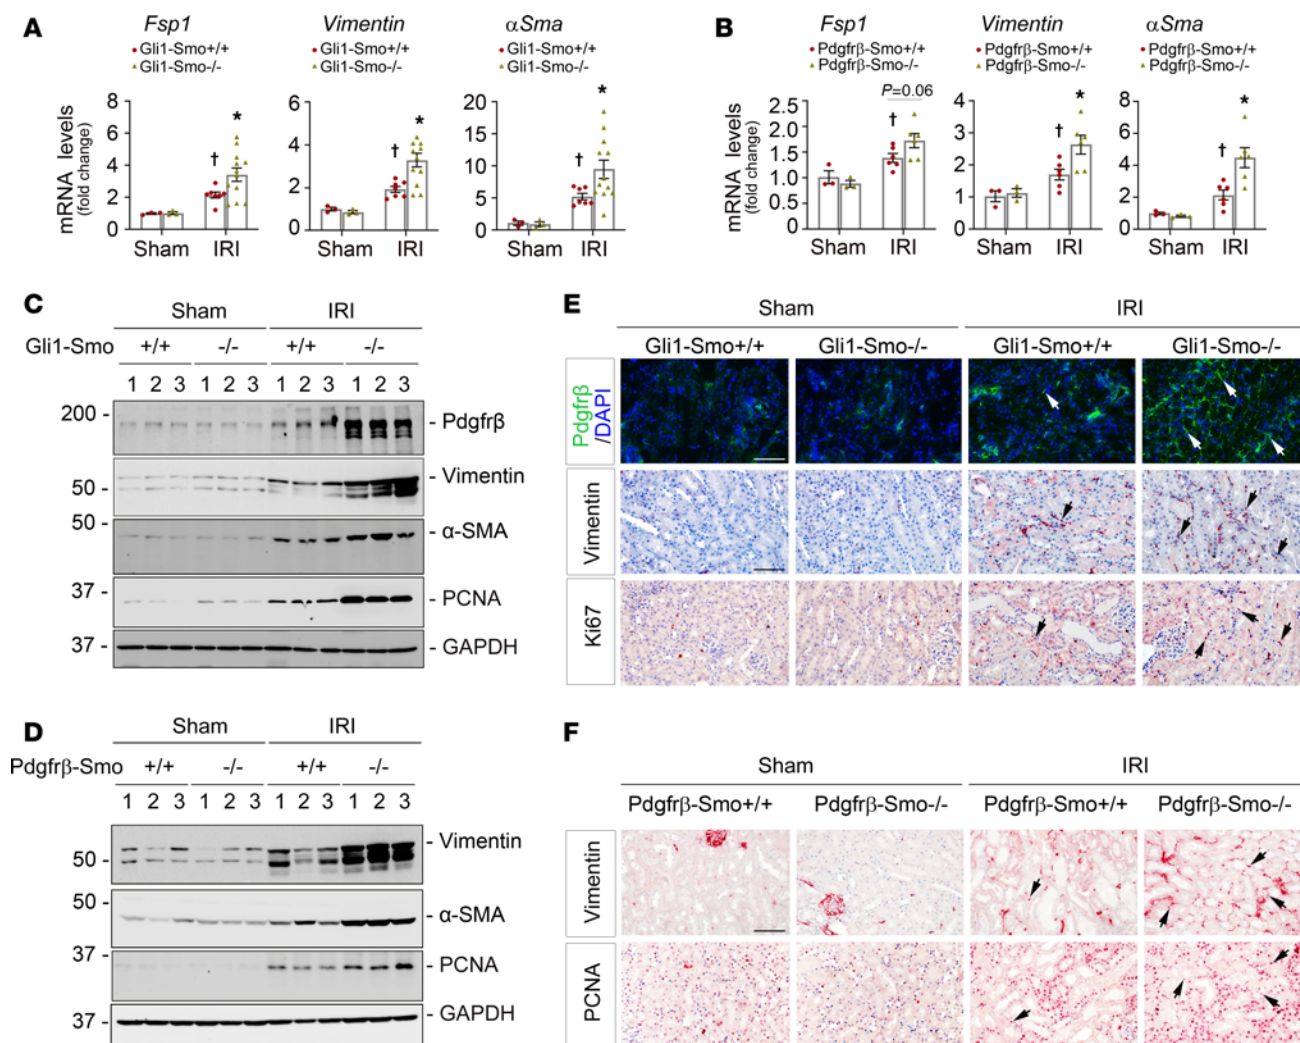 A
Fsp1
Gli1-Smo+/+
Gli1-Smo-/-
Vimentin
Gli1-Smo+/+
Gli1-Smo-/-
αSma
Gli1-Smo+/+
Gli1-Smo-/-
mRNA levels
(fold change)
8
6
4
2
0
† *
Sham IRI
6
4
2
0
† *
Sham IRI
20
15
10
5
0
† *
Sham IRI
B
Fsp1
Pdgfrβ-Smo+/+
Pdgfrβ-Smo-/-
Vimentin
Pdgfrβ-Smo+/+
Pdgfrβ-Smo-/-
αSma
Pdgfrβ-Smo+/+
Pdgfrβ-Smo-/-
mRNA levels
(fold change)
2.5
2.0
1.5
1.0
0.5
0.0
P=0.06
†
Sham IRI
4
3
2
1
0
† *
Sham IRI
8
6
4
2
0
† *
Sham IRI
C
Sham IRI
Gli1-Smo +/+ -/- +/+ -/-
1 2 3 1 2 3 1 2 3 1 2 3
200 - - Pdgfrβ
- Vimentin
50 -
50 - - α-SMA
37 - - PCNA
37 - - GAPDH
D
Sham IRI
Pdgfrβ-Smo +/+ -/- +/+ -/-
1 2 3 1 2 3 1 2 3 1 2 3
- Vimentin
50 -
50 - - α-SMA
37 - - PCNA
37 - - GAPDH
E
Sham IRI
Gli1-Smo+/+ Gli1-Smo-/- Gli1-Smo+/+ Gli1-Smo-/-
Pdgfrβ
/DAPI
Vimentin
Ki67
F
Sham IRI
Pdgfrβ-Smo+/+ Pdgfrβ-Smo-/- Pdgfrβ-Smo+/+ Pdgfrβ-Smo-/-
Vimentin
PCNA